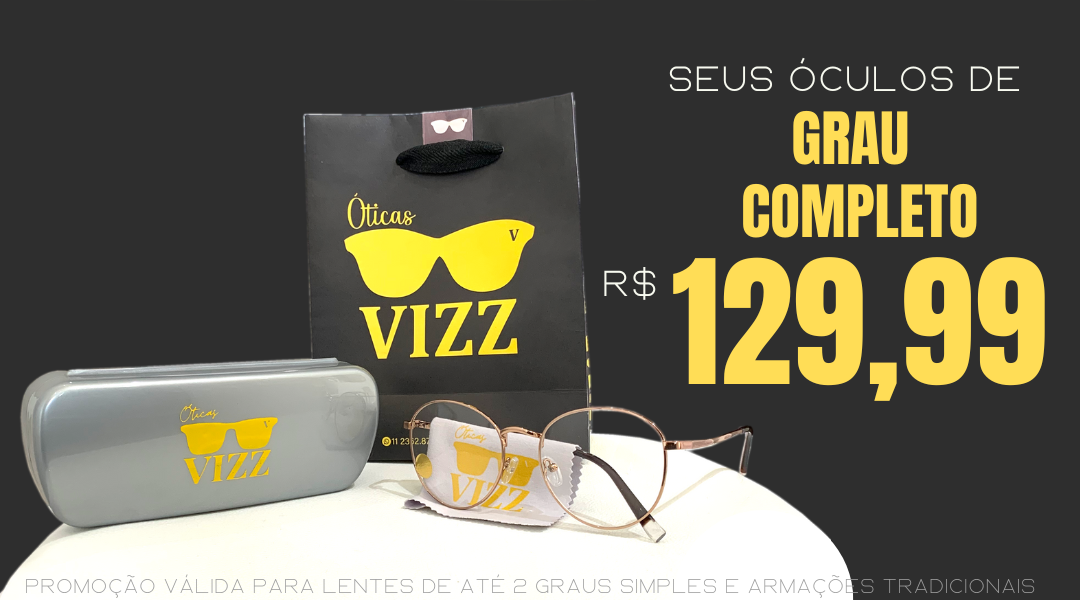 SEUS ÓCULOS DE
GRAU
COMPLETO
R$ 129,99
Óticas
V
VIZZ
Óticas
V
VIZZ
Óticas
VIZZ
PROMOÇÃO VÁLIDA PARA LENTES DE ATÉ 2 GRAUS SIMPLES E ARMAÇÕES TRADICIONAIS